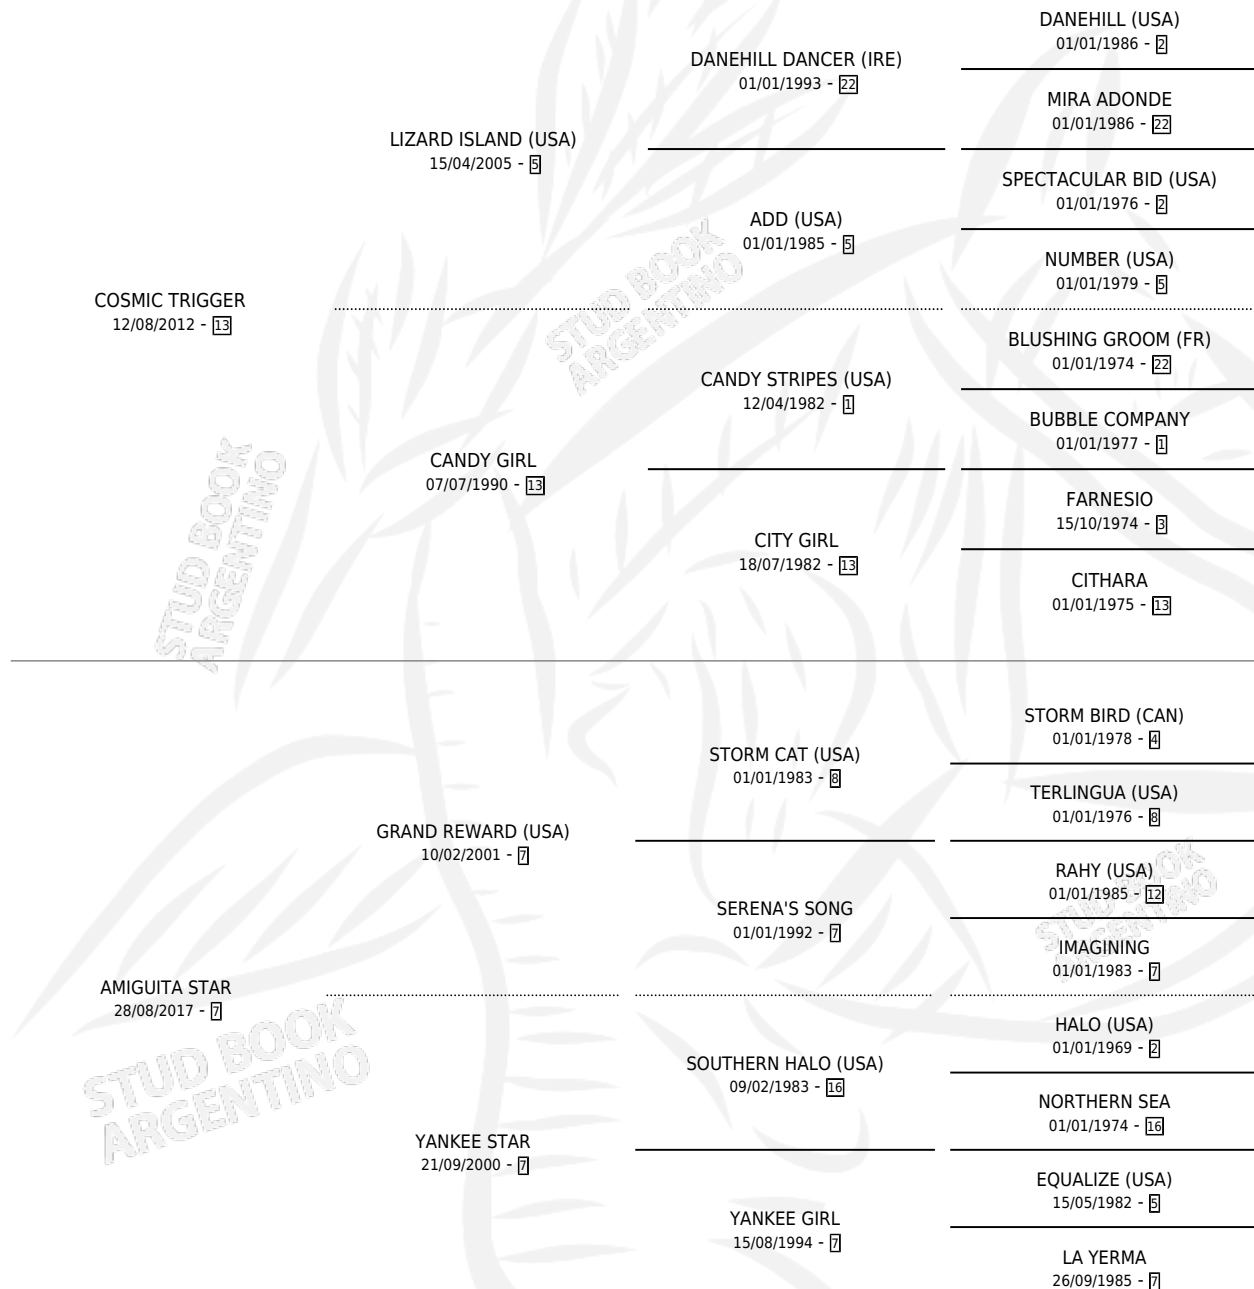 DANEHILL (USA)
01/01/1986 - 2
DANEHILL DANCER (IRE)
01/01/1993 - 22
MIRA ADONDE
01/01/1986 - 22
LIZARD ISLAND (USA)
15/04/2005 - 5
SPECTACULAR BID (USA)
01/01/1976 - 2
ADD (USA)
01/01/1985 - 5
NUMBER (USA)
01/01/1979 - 5
COSMIC TRIGGER
12/08/2012 - 13
BLUSHING GROOM (FR)
01/01/1974 - 22
CANDY STRIPES (USA)
12/04/1982 - 1
BUBBLE COMPANY
01/01/1977 - 1
CANDY GIRL
07/07/1990 - 13
FARNESIO
15/10/1974 - 3
CITY GIRL
18/07/1982 - 13
CITHARA
01/01/1975 - 13
STORM BIRD (CAN)
01/01/1978 - 4
STORM CAT (USA)
01/01/1983 - 8
TERLINGUA (USA)
01/01/1976 - 8
GRAND REWARD (USA)
10/02/2001 - 7
RAHY (USA)
01/01/1985 - 12
SERENA'S SONG
01/01/1992 - 7
IMAGINING
01/01/1983 - 7
AMIGUITA STAR
28/08/2017 - 7
HALO (USA)
01/01/1969 - 2
SOUTHERN HALO (USA)
09/02/1983 - 16
NORTHERN SEA
01/01/1974 - 16
YANKEE STAR
21/09/2000 - 7
EQUALIZE (USA)
15/05/1982 - 5
YANKEE GIRL
15/08/1994 - 7
LA YERMA
26/09/1985 - 7
STUD BOOK
ARGENTINO
STUD BOOK
ARGENTINO
STUD BOOK
ARGENTINO
STUD BOOK
ARGENTINO